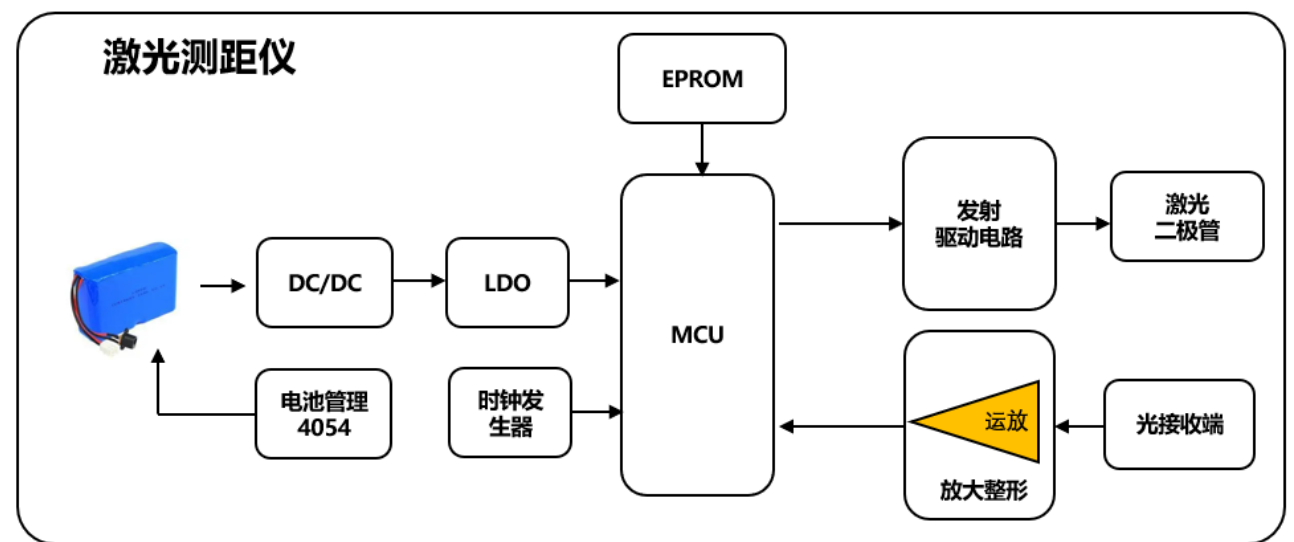 激光测距仪
EPROM
发射
驱动电路
激光
二极管
DC/DC
LDO
MCU
电池管理
4054
时钟发
生器
运放
放大整形
光接收端